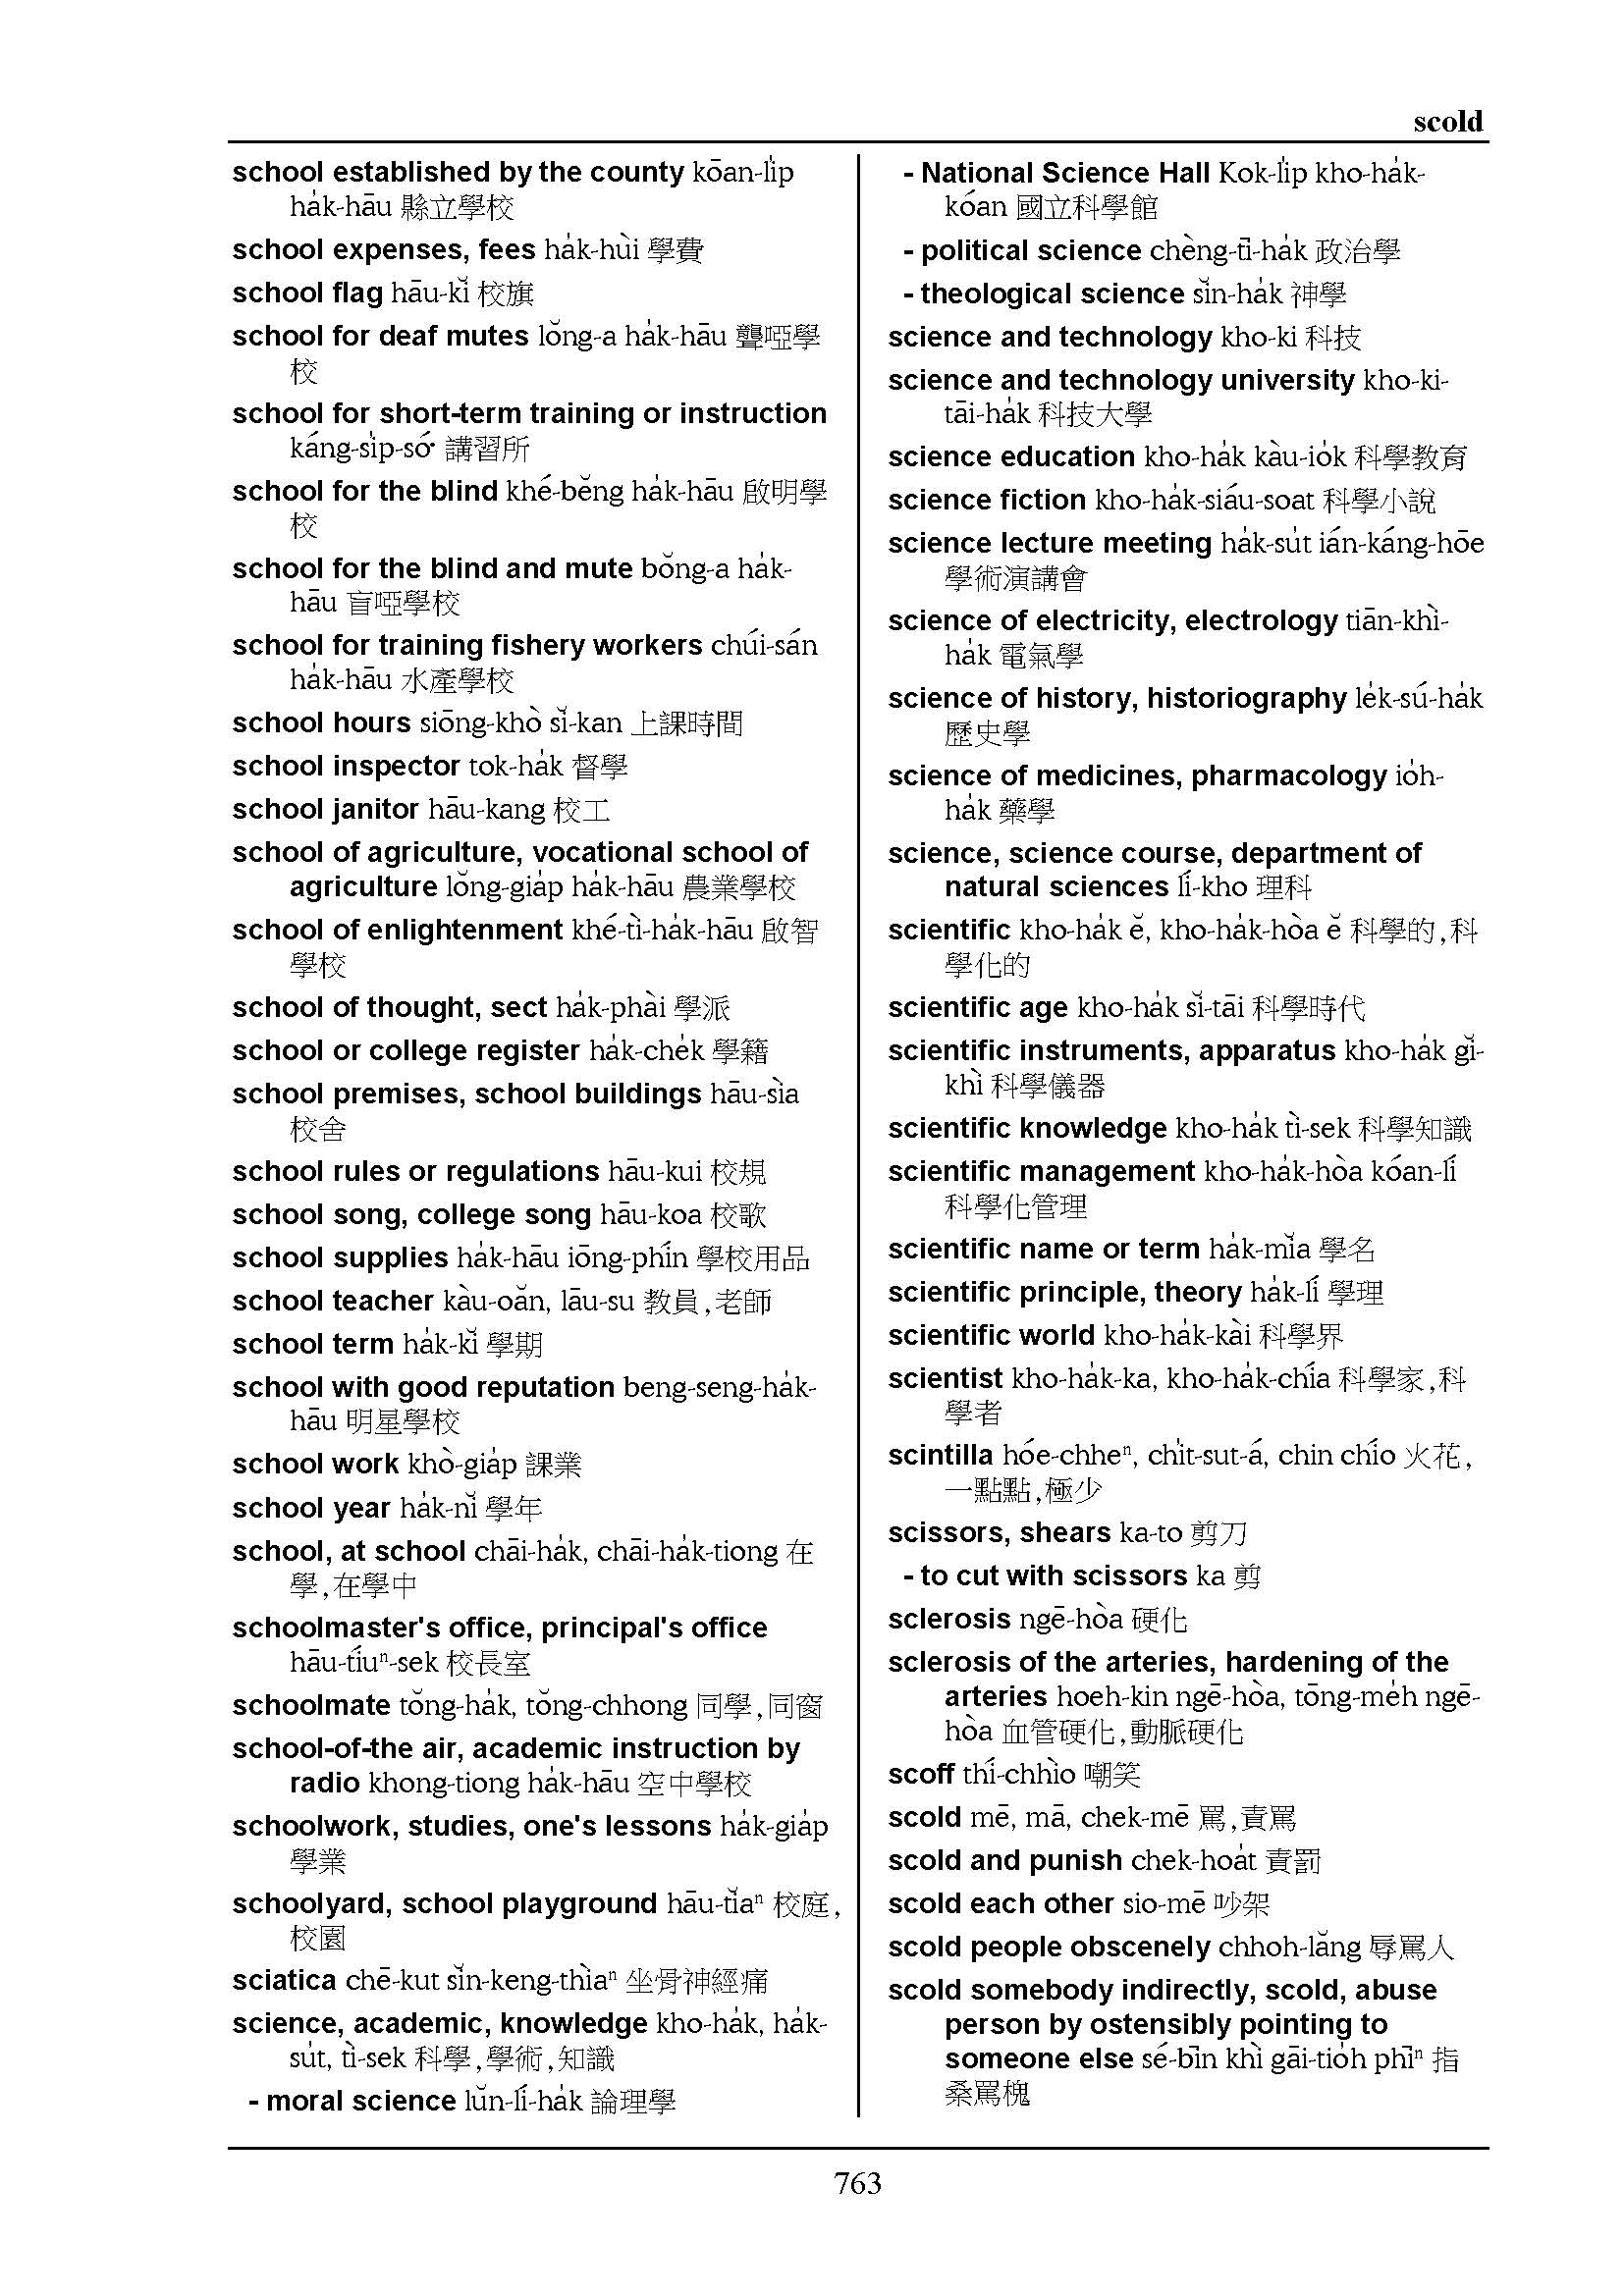 scold
school established by the county kōan-li̍p
ha̍k-hāu 縣立學校
school expenses, fees ha̍k-hùi 學費
school flag hāu-kĭ 校旗
school for deaf mutes lŏng-a ha̍k-hāu 聾啞學
校
school for short-term training or instruction
káng-si̍p-só͘ 講習所
school for the blind khé-bĕng ha̍k-hāu 啟明學
校
school for the blind and mute bŏng-a ha̍k-
hāu 盲啞學校
school for training fishery workers chúi-sán
ha̍k-hāu 水產學校
school hours siōng-khò sĭ-kan 上課時間
school inspector tok-ha̍k 督學
school janitor hāu-kang 校工
school of agriculture, vocational school of
agriculture lŏng-gia̍p ha̍k-hāu 農業學校
school of enlightenment khé-tì-ha̍k-hāu 啟智
學校
school of thought, sect ha̍k-phài 學派
school or college register ha̍k-che̍k 學籍
school premises, school buildings hāu-sìa
校舍
school rules or regulations hāu-kui 校規
school song, college song hāu-koa 校歌
school supplies ha̍k-hāu iōng-phín 學校用品
school teacher kàu-oăn, lāu-su 教員,老師
school term ha̍k-kĭ 學期
school with good reputation beng-seng-ha̍k-
hāu 明星學校
school work khò-gia̍p 課業
school year ha̍k-nĭ 學年
school, at school chāi-ha̍k, chāi-ha̍k-tiong 在
學,在學中
schoolmaster's office, principal's office
hāu-tíuⁿ-sek 校長室
schoolmate tŏng-ha̍k, tŏng-chhong 同學,同窗
school-of-the air, academic instruction by
radio khong-tiong ha̍k-hāu 空中學校
schoolwork, studies, one's lessons ha̍k-gia̍p
學業
schoolyard, school playground hāu-tĭaⁿ 校庭,
校園
sciatica chē-kut sĭn-keng-thìaⁿ 坐骨神經痛
science, academic, knowledge kho-ha̍k, ha̍k-
su̍t, tì-sek 科學,學術,知識
- moral science lŭn-lí-ha̍k 論理學
- National Science Hall Kok-li̍p kho-ha̍k-
kóan 國立科學館
- political science chèng-tī-ha̍k 政治學
- theological science sĭn-ha̍k 神學
science and technology kho-ki 科技
science and technology university kho-ki-
tāi-ha̍k 科技大學
science education kho-ha̍k kàu-io̍k 科學教育
science fiction kho-ha̍k-siáu-soat 科學小說
science lecture meeting ha̍k-su̍t ián-káng-hōe
學術演講會
science of electricity, electrology tiān-khì-
ha̍k 電氣學
science of history, historiography le̍k-sú-ha̍k
歷史學
science of medicines, pharmacology io̍h-
ha̍k 藥學
science, science course, department of
natural sciences lí-kho 理科
scientific kho-ha̍k ĕ, kho-ha̍k-hòa ĕ 科學的,科
學化的
scientific age kho-ha̍k sĭ-tāi 科學時代
scientific instruments, apparatus kho-ha̍k gĭ-
khì 科學儀器
scientific knowledge kho-ha̍k tì-sek 科學知識
scientific management kho-ha̍k-hòa kóan-lí
科學化管理
scientific name or term ha̍k-mĭa 學名
scientific principle, theory ha̍k-lí 學理
scientific world kho-ha̍k-kài 科學界
scientist kho-ha̍k-ka, kho-ha̍k-chía 科學家,科
學者
scintilla hóe-chheⁿ, chi̍t-sut-á, chin chío 火花,
一點點,極少
scissors, shears ka-to 剪刀
- to cut with scissors ka 剪
sclerosis ngē-hòa 硬化
sclerosis of the arteries, hardening of the
arteries hoeh-kin ngē-hòa, tōng-me̍h ngē-
hòa 血管硬化,動脈硬化
scoff thí-chhìo 嘲笑
scold mē, mā, chek-mē 罵,責罵
scold and punish chek-hoa̍t 責罰
scold each other sio-mē 吵架
scold people obscenely chhoh-lăng 辱罵人
scold somebody indirectly, scold, abuse
person by ostensibly pointing to
someone else sé-bīn khì gāi-tio̍h phīⁿ 指
桑罵槐
763